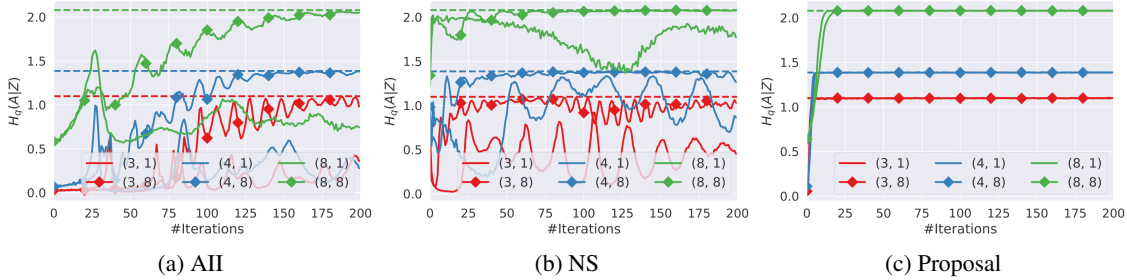 H_q(A|Z)
2.0
1.5
1.0
0.5
0.0
(3, 1) (4, 1) (8, 1)
(3, 8) (4, 8) (8, 8)
0 25 50 75 100 125 150 175 200
#Iterations
(a) AII
H_q(A|Z)
2.0
1.5
1.0
0.5
0.0
(3, 1) (4, 1) (8, 1)
(3, 8) (4, 8) (8, 8)
0 25 50 75 100 125 150 175 200
#Iterations
(b) NS
H_q(A|Z)
2.0
1.5
1.0
0.5
0.0
(3, 1) (4, 1) (8, 1)
(3, 8) (4, 8) (8, 8)
0 25 50 75 100 125 150 175 200
#Iterations
(c) Proposal